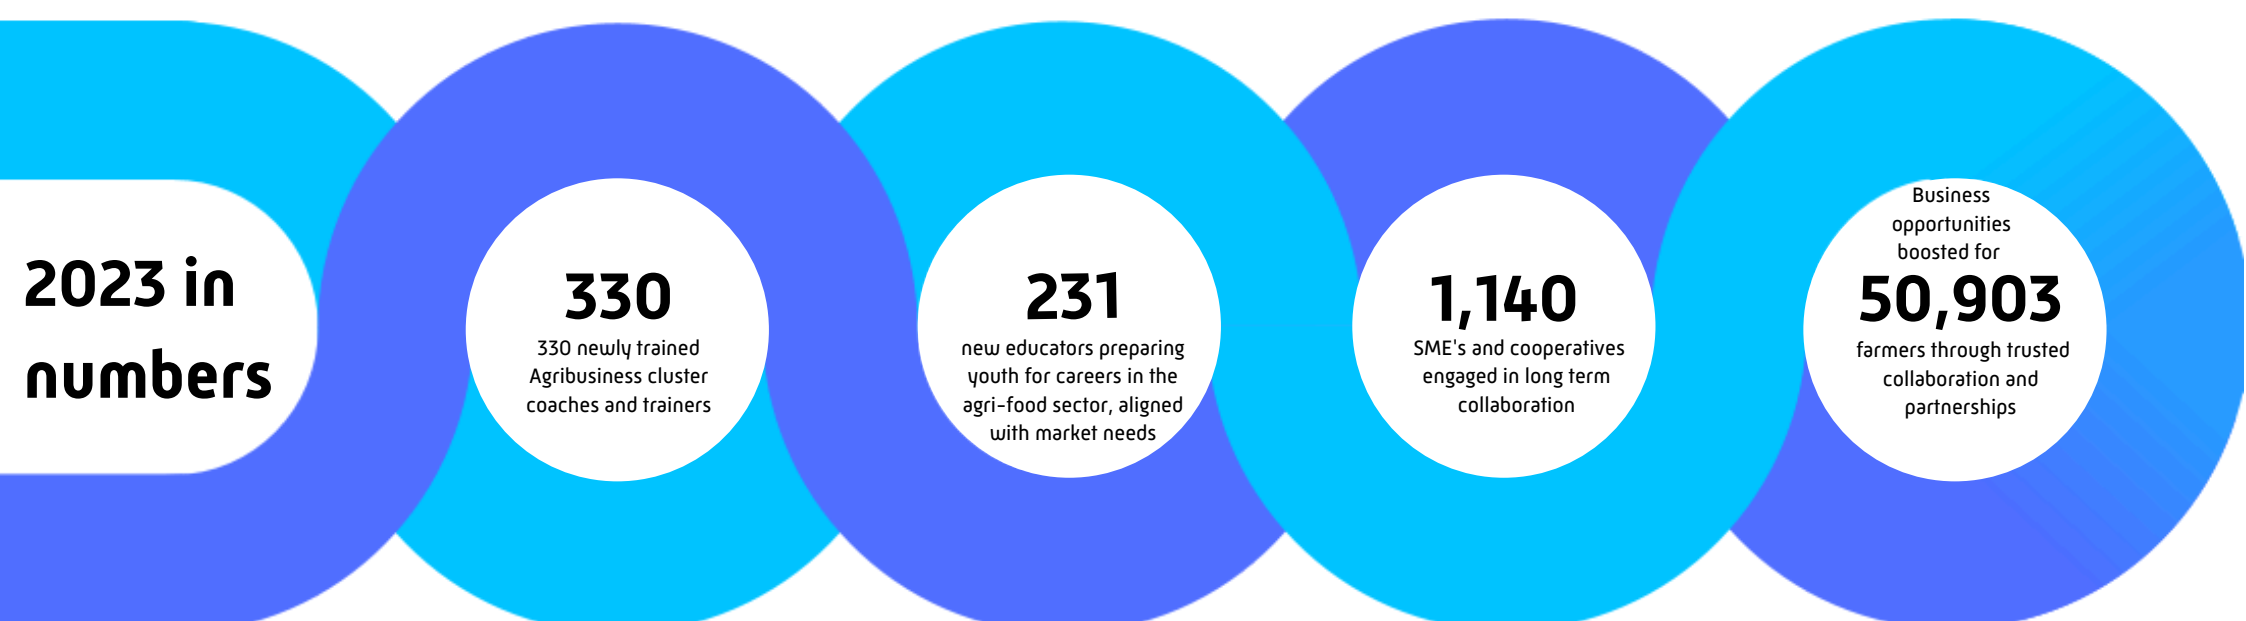 2023 in
numbers
330
330 newly trained
Agribusiness cluster
coaches and trainers
231
new educators preparing
youth for careers in the
agri-food sector, aligned
with market needs
1,140
SME's and cooperatives
engaged in long term
collaboration
Business
opportunities
boosted for
50,903
farmers through trusted
collaboration and
partnerships